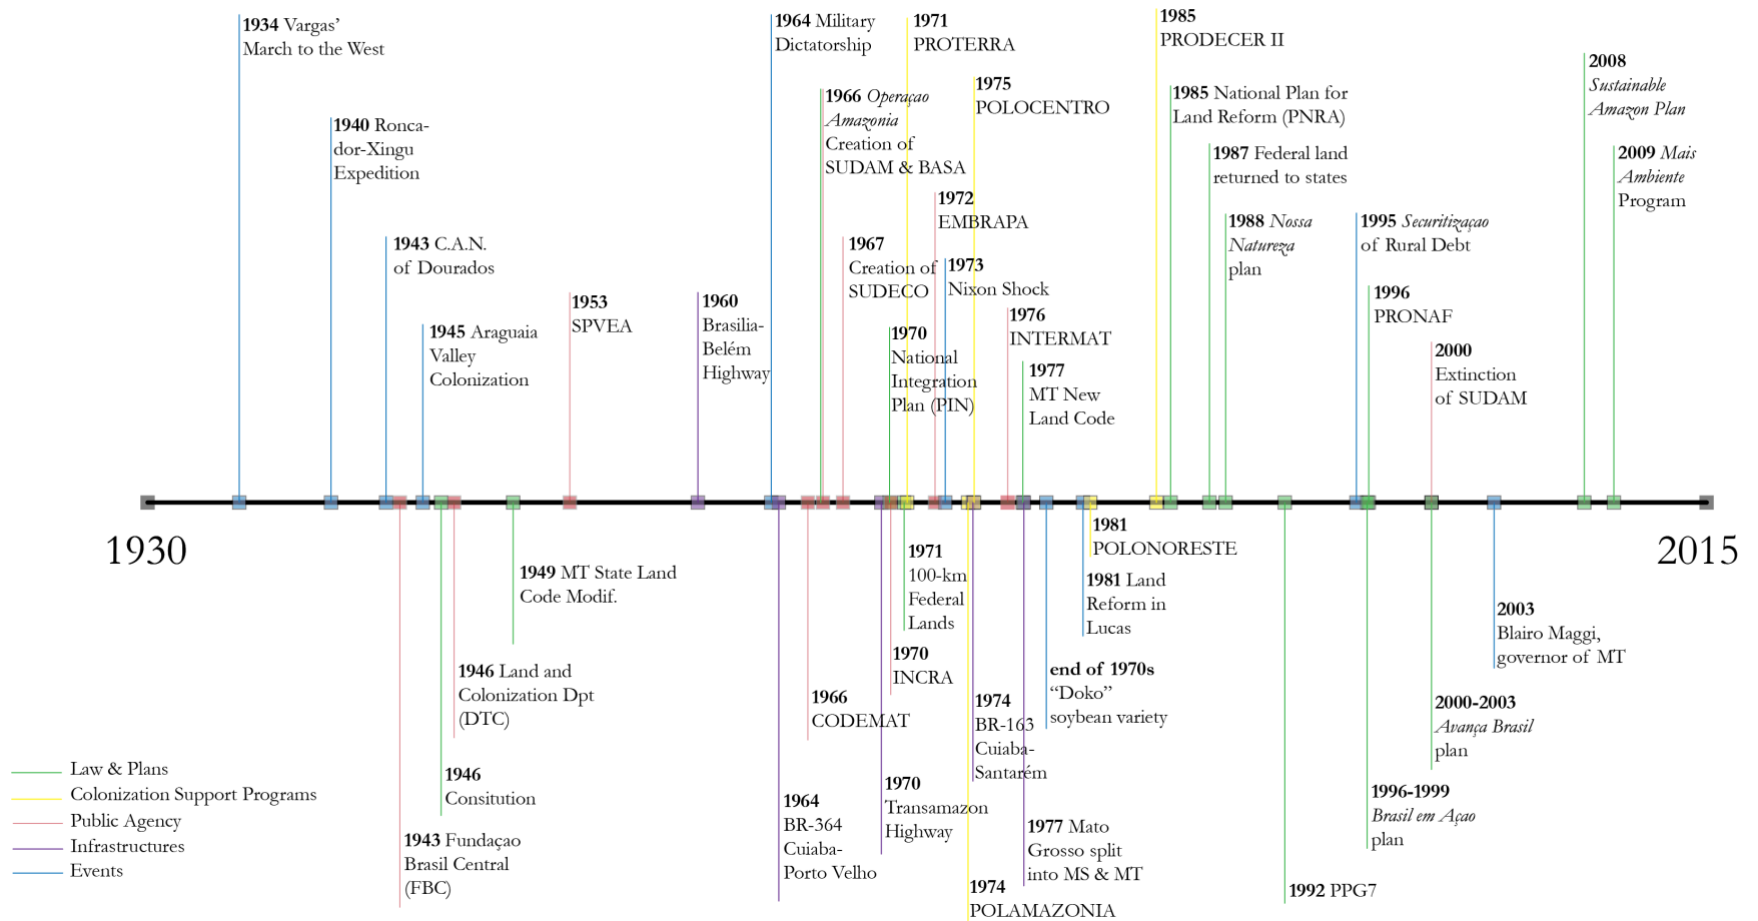 1934 Vargas’
March to the West
1940 Ronca-
dor-Xingu
Expedition
1943 C.A.N.
of Dourados
1945 Araguaia
Valley
Colonization
1953
SPVEA
1960
Brasilia-
Belém
Highway
1964 Military
Dictatorship
1966 Operaçao
Amazonia
Creation of
SUDAM & BASA
1967
Creation of
SUDECO
1970
National
Integration
Plan (PIN)
1971
PROTERRA
1972
EMBRAPA
1973
Nixon Shock
1975
POLOCENTRO
1976
INTERMAT
1977
MT New
Land Code
1985
PRODECER II
1985 National Plan for
Land Reform (PNRA)
1987 Federal land
returned to states
1988 Nossa
Natureza
plan
1995 Securitizaçao
of Rural Debt
1996
PRONAF
2000
Extinction
of SUDAM
2008
Sustainable
Amazon Plan
2009 Mais
Ambiente
Program
1930
2015
1943 Fundaçao
Brasil Central
(FBC)
1946
Consitution
1946 Land and
Colonization Dpt
(DTC)
1949 MT State Land
Code Modif.
1964
BR-364
Cuiaba-
Porto Velho
1966
CODEMAT
1970
Transamazon
Highway
1970
INCRA
1971
100-km
Federal
Lands
1974
POLAMAZONIA
1974
BR-163
Cuiaba-
Santarém
1977 Mato
Grosso split
into MS & MT
end of 1970s
“Doko”
soybean variety
1981 Land
Reform in
Lucas
1981
POLONORESTE
1992 PPG7
1996-1999
Brasil em Açao
plan
2000-2003
Avança Brasil
plan
2003
Blairo Maggi,
governor of MT
Law & Plans
Colonization Support Programs
Public Agency
Infrastructures
Events